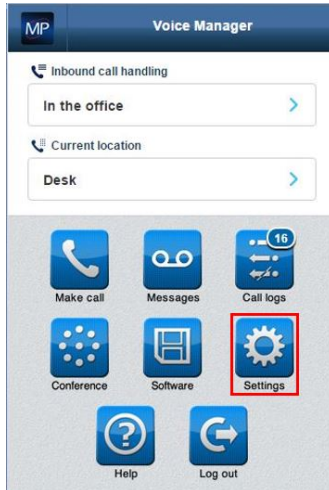 MP Voice Manager
Inbound call handling
In the office
Current location
Desk
16
Make call Messages Call logs
Conference Software Settings
Help Log out